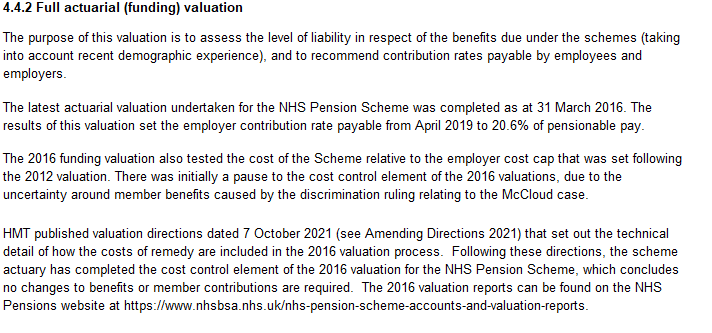 4.4.2 Full actuarial (funding) valuation
The purpose of this valuation is to assess the level of liability in respect of the benefits due under the schemes (taking
into account recent demographic experience), and to recommend contribution rates payable by employees and
employers.
The latest actuarial valuation undertaken for the NHS Pension Scheme was completed as at 31 March 2016. The
results of this valuation set the employer contribution rate payable from April 2019 to 20.6% of pensionable pay.
The 2016 funding valuation also tested the cost of the Scheme relative to the employer cost cap that was set following
the 2012 valuation. There was initially a pause to the cost control element of the 2016 valuations, due to the
uncertainty around member benefits caused by the discrimination ruling relating to the McCloud case.
HMT published valuation directions dated 7 October 2021 (see Amending Directions 2021) that set out the technical
detail of how the costs of remedy are included in the 2016 valuation process.  Following these directions, the scheme
actuary has completed the cost control element of the 2016 valuation for the NHS Pension Scheme, which concludes
no changes to benefits or member contributions are required.  The 2016 valuation reports can be found on the NHS
Pensions website at https://www.nhsbsa.nhs.uk/nhs-pension-scheme-accounts-and-valuation-reports.